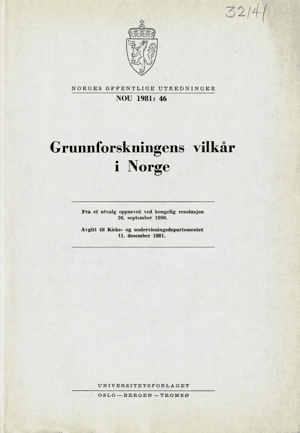 32141
NORGES OFFENTLIGE UTREDNINGER
NOU 1981: 46
Grunnforskningens vilkår
i Norge
Fra et utvalg oppnevnt ved kongelig resolusjon
26. september 1980.
Avgitt til Kirke- og undervisningsdepartementet
11. desember 1981.
UNIVERSITETSFORLAGET
OSLO — BERGEN — TROMSØ